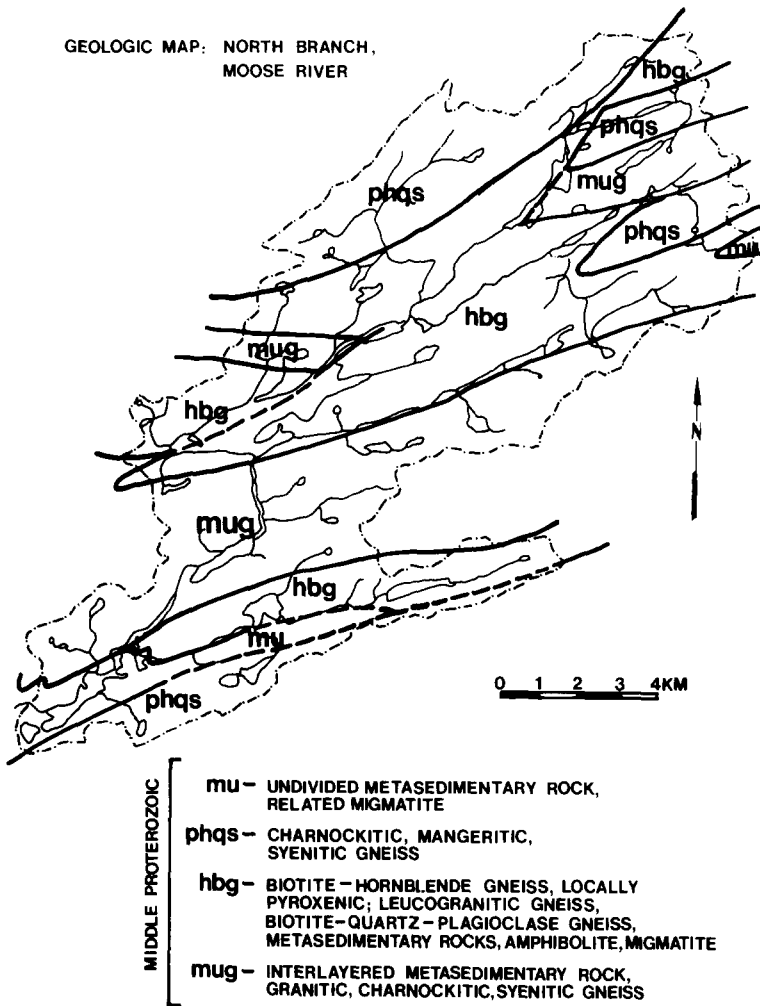 GEOLOGIC MAP: NORTH BRANCH,
MOOSE RIVER
hbg
phqs
mug
phqs
phqs
mu
hbg
mug
hbg
N
mug
hbg
mu
phqs
0 1 2 3 4KM
MIDDLE PROTEROZOIC
mu– UNDIVIDED METASEDIMENTARY ROCK,
RELATED MIGMATITE
phqs– CHARNOCKITIC, MANGERITIC,
SYENITIC GNEISS
hbg– BIOTITE–HORNBLENDE GNEISS, LOCALLY
PYROXENIC; LEUCOGRANITIC GNEISS,
BIOTITE–QUARTZ–PLAGIOCLASE GNEISS,
METASEDIMENTARY ROCKS, AMPHIBOLITE, MIGMATITE
mug– INTERLAYERED METASEDIMENTARY ROCK,
GRANITIC, CHARNOCKITIC, SYENITIC GNEISS